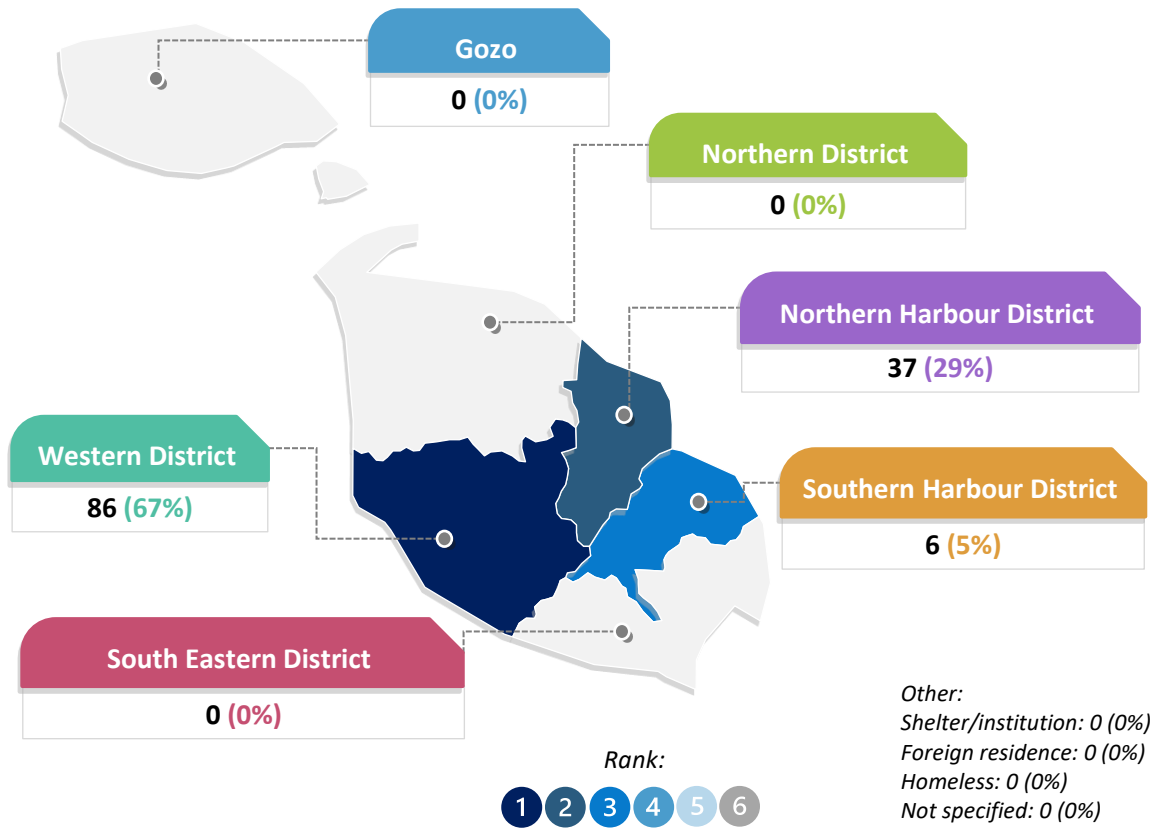 Gozo
0 (0%)
Northern District
0 (0%)
Northern Harbour District
37 (29%)
Western District
86 (67%)
Southern Harbour District
6 (5%)
South Eastern District
0 (0%)
Other:
Shelter/institution: 0 (0%)
Foreign residence: 0 (0%)
Homeless: 0 (0%)
Not specified: 0 (0%)
Rank:
1 2 3 4 5 6